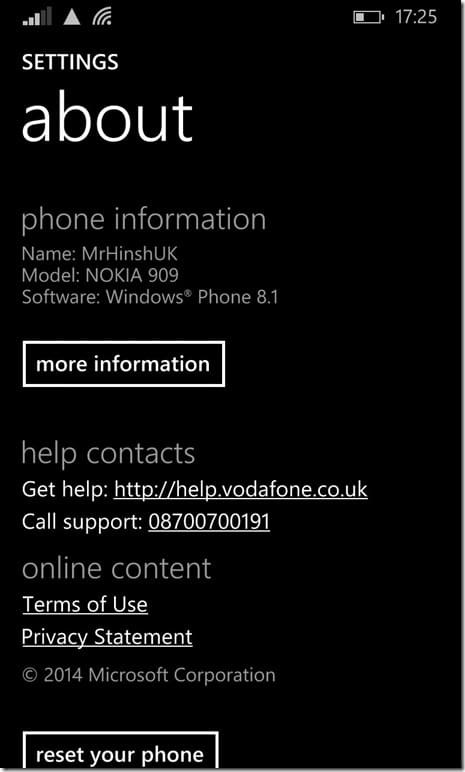 17:25
SETTINGS
about
phone information
Name: MrHinshUK
Model: NOKIA 909
Software: Windows® Phone 8.1
more information
help contacts
Get help: http://help.vodafone.co.uk
Call support: 08700700191
online content
Terms of Use
Privacy Statement
© 2014 Microsoft Corporation
reset your phone